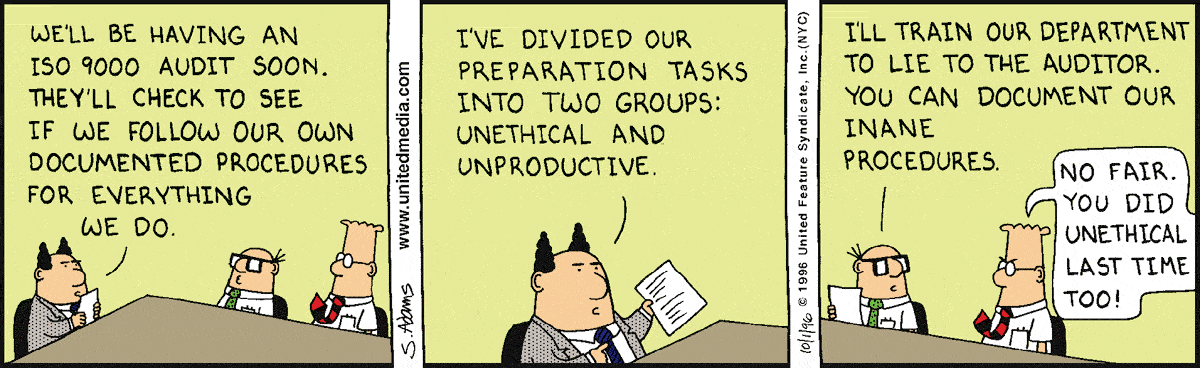 WE'LL BE HAVING AN
ISO 9000 AUDIT SOON.
THEY'LL CHECK TO SEE
IF WE FOLLOW OUR OWN
DOCUMENTED PROCEDURES
FOR EVERYTHING
WE DO.
S. Adams
www.unitedmedia.com
I'VE DIVIDED OUR
PREPARATION TASKS
INTO TWO GROUPS:
UNETHICAL AND
UNPRODUCTIVE.
10/1/96 © 1996 United Feature Syndicate, Inc.(NYC)
I'LL TRAIN OUR DEPARTMENT
TO LIE TO THE AUDITOR.
YOU CAN DOCUMENT OUR
INANE
PROCEDURES.
NO FAIR.
YOU DID
UNETHICAL
LAST TIME
TOO!